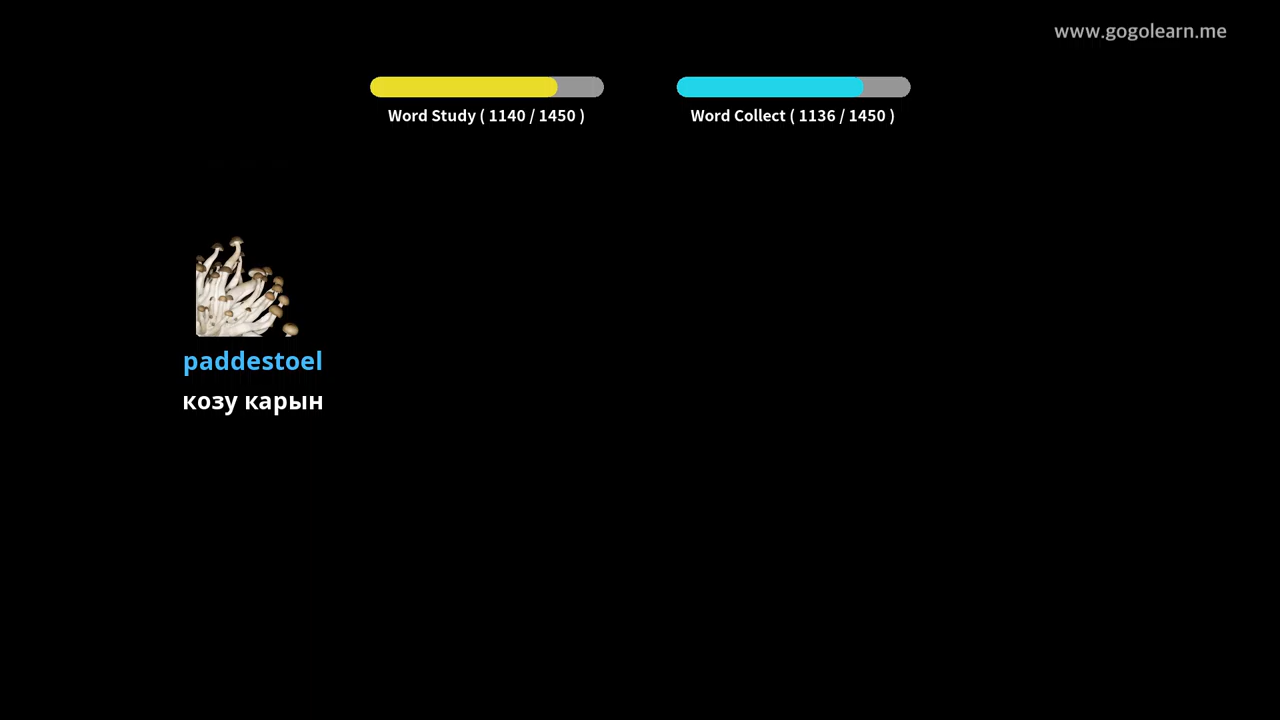 www.gogolearn.me
Word Study ( 1140 / 1450 )
Word Collect ( 1136 / 1450 )
paddestoel
козу карын